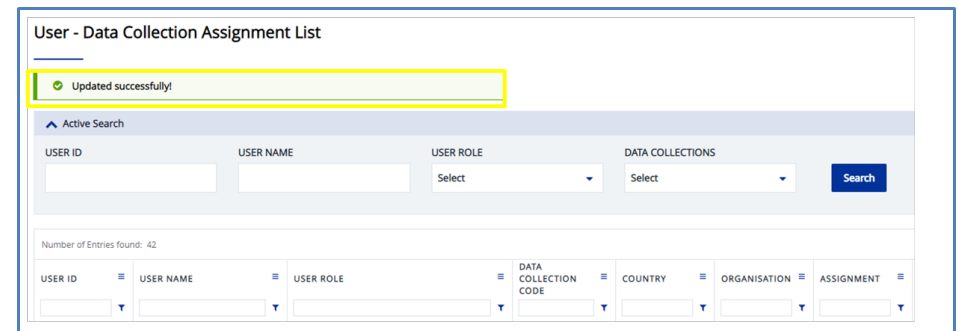 User - Data Collection Assignment List
Updated successfully!
Active Search
USER ID USER NAME USER ROLE DATA COLLECTIONS
Select Select Search
Number of Entries found: 42
USER ID USER NAME USER ROLE DATA COLLECTION CODE COUNTRY ORGANISATION ASSIGNMENT